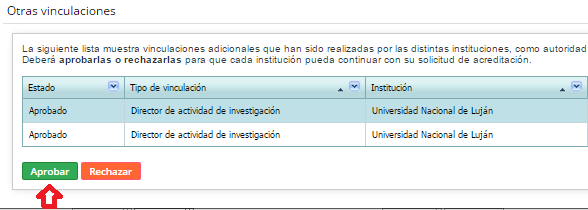 Otras vinculaciones
La siguiente lista muestra vinculaciones adicionales que han sido realizadas por las distintas instituciones, como autoridad
Deberá aprobarlas o rechazarlas para que cada institución pueda continuar con su solicitud de acreditación.
Estado Tipo de vinculación Institución
Aprobado Director de actividad de investigación Universidad Nacional de Luján
Aprobado Director de actividad de investigación Universidad Nacional de Luján
Aprobar Rechazar